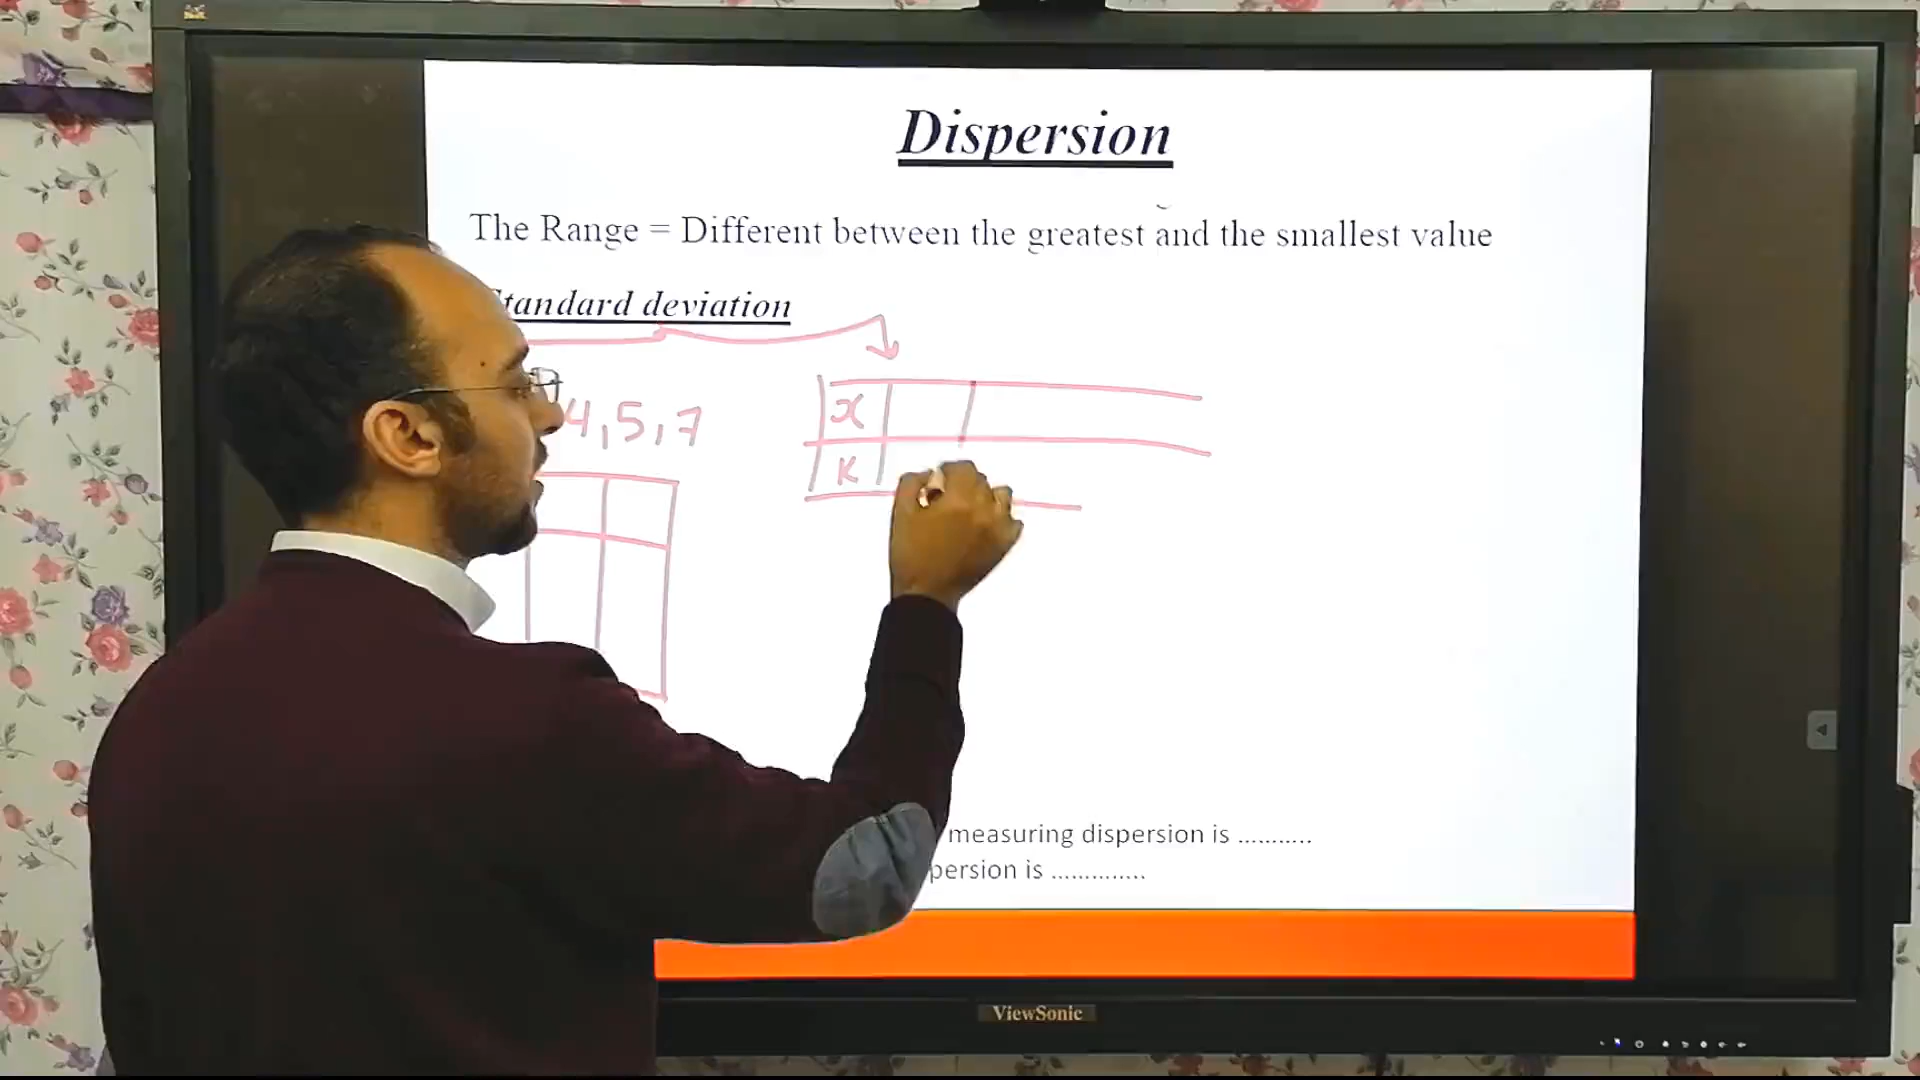 Dispersion
The Range = Different between the greatest and the smallest value
Standard deviation
4, 5, 7
x
K
measuring dispersion is ...........
persion is ..............
ViewSonic